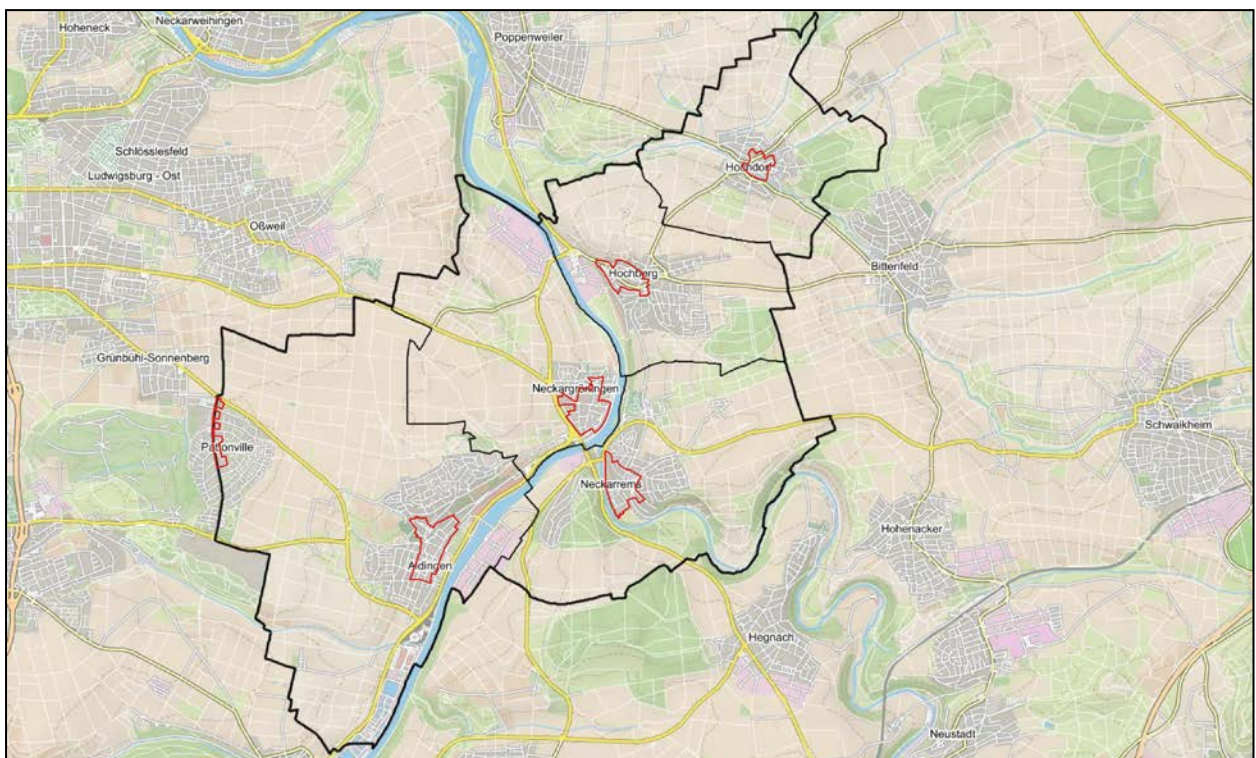 Neckarweihingen
Hoheneck
Poppenweiler
Schlösslesfeld
Ludwigsburg - Ost
Hochdorf
Oßweil
Bittenfeld
Hochberg
Grünbühl-Sonnenberg
Neckargröningen
Schwaikheim
Pattonville
Neckarrems
Hohenacker
Aldingen
Hegnach
Neustadt